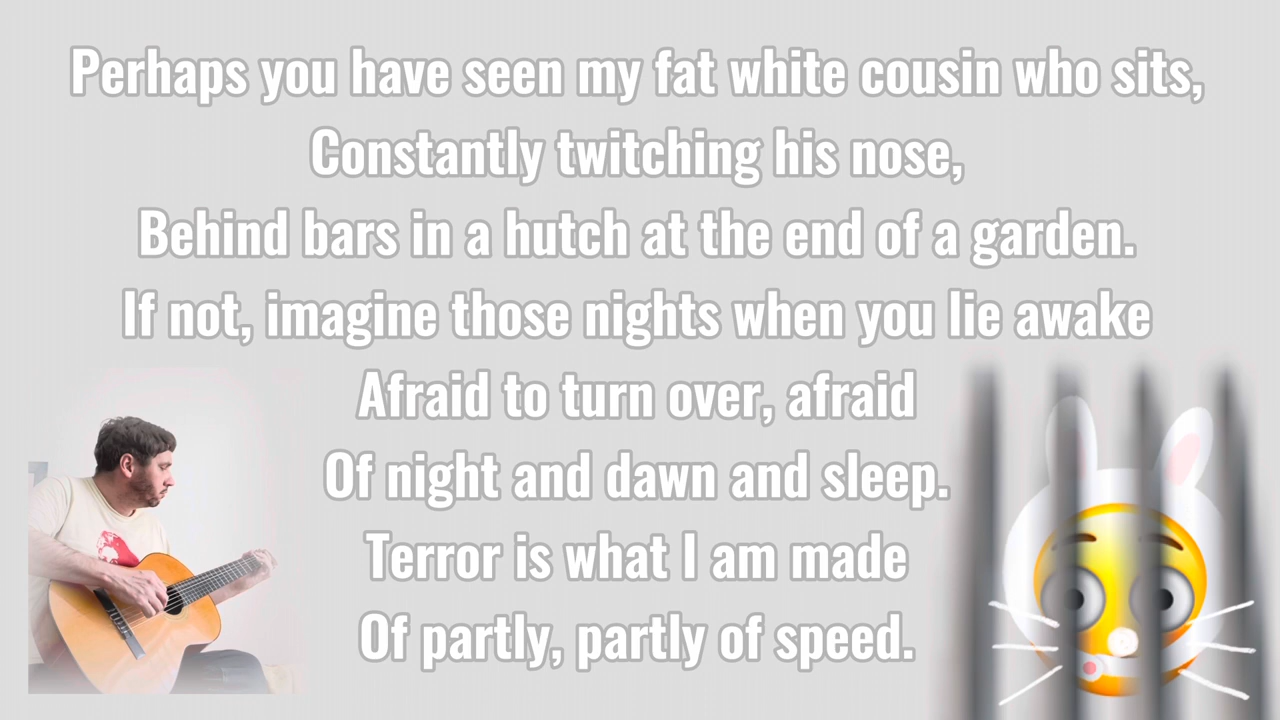 Perhaps you have seen my fat white cousin who sits,
Constantly twitching his nose,
Behind bars in a hutch at the end of a garden.
If not, imagine those nights when you lie awake
Afraid to turn over, afraid
Of night and dawn and sleep.
Terror is what I am made
Of partly, partly of speed.